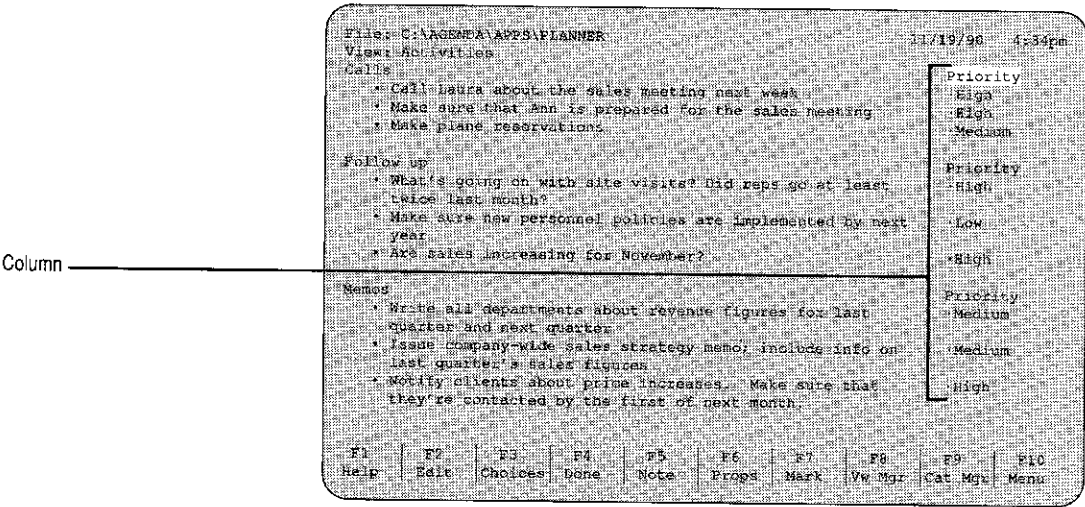 File: C:\AGENDA\APPS\PLANNER 11/19/90 4:34pm
View: Activities
Calls Priority
• Call Laura about the sales meeting next week ·High
• Make sure that Ann is prepared for the sales meeting ·High
• Make plane reservations ·Medium
Follow up Priority
• What's going on with site visits? Did reps go at least ·High
twice last month?
• Make sure new personnel policies are implemented by next ·Low
year
• Are sales increasing for November? ·High
Column
Memos Priority
• Write all departments about revenue figures for last ·Medium
quarter and next quarter
• Issue company-wide sales strategy memo; include info on ·Medium
last quarter's sales figures
• Notify clients about price increases. Make sure that ·High
they're contacted by the first of next month.
F1 F2 F3 F4 F5 F6 F7 F8 F9 F10
Help Edit Choices Done Note Props Mark Vw Mgr Cat Mgr Menu